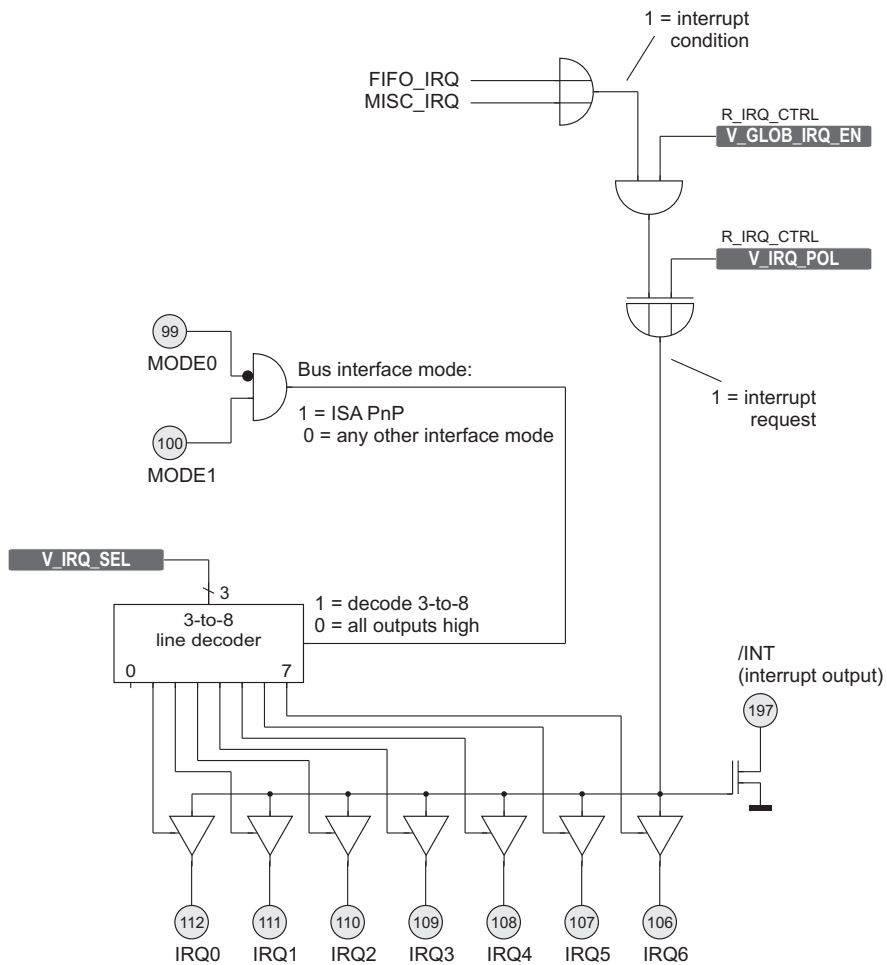 1 = interrupt
condition
FIFO_IRQ
MISC_IRQ
R_IRQ_CTRL
V_GLOB_IRQ_EN
R_IRQ_CTRL
V_IRQ_POL
99
MODE0
Bus interface mode:
1 = ISA PnP
0 = any other interface mode
1 = interrupt
request
100
MODE1
V_IRQ_SEL
3
3-to-8
line decoder
0
7
1 = decode 3-to-8
0 = all outputs high
/INT
(interrupt output)
197
112
111
110
109
108
107
106
IRQ0
IRQ1
IRQ2
IRQ3
IRQ4
IRQ5
IRQ6